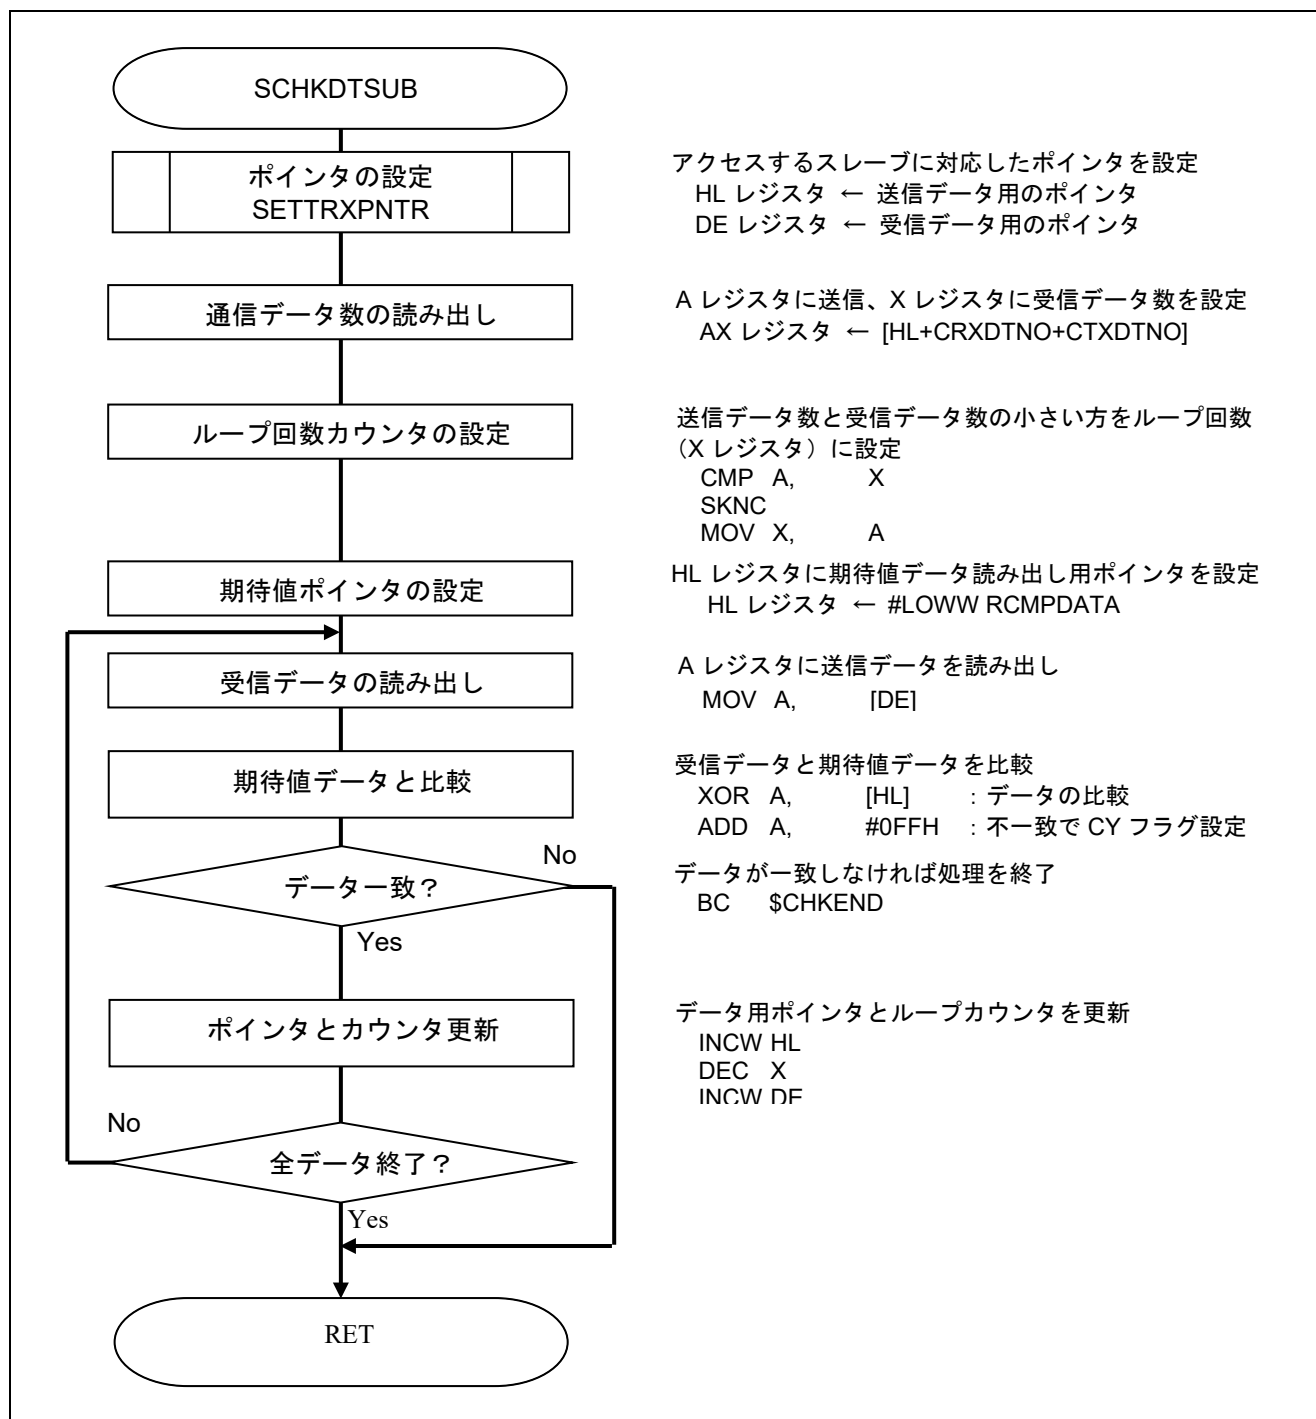 SCHKDTSUB
ポインタの設定
SETTRXPNTR
アクセスするスレーブに対応したポインタを設定
HL レジスタ ← 送信データ用のポインタ
DE レジスタ ← 受信データ用のポインタ
通信データ数の読み出し
A レジスタに送信、X レジスタに受信データ数を設定
AX レジスタ ← [HL+CRXDTNO+CTXDTNO]
ループ回数カウンタの設定
送信データ数と受信データ数の小さい方をループ回数
（X レジスタ）に設定
CMP A, X
SKNC
MOV X, A
期待値ポインタの設定
HL レジスタに期待値データ読み出し用ポインタを設定
HL レジスタ ← #LOWW RCMPDATA
受信データの読み出し
A レジスタに送信データを読み出し
MOV A, [DE]
期待値データと比較
受信データと期待値データを比較
XOR A, [HL] : データの比較
ADD A, #0FFH : 不一致で CY フラグ設定
データ一致？
No
Yes
データが一致しなければ処理を終了
BC $CHKEND
ポインタとカウンタ更新
データ用ポインタとループカウンタを更新
INCW HL
DEC X
INCW DE
No
全データ終了？
Yes
RET